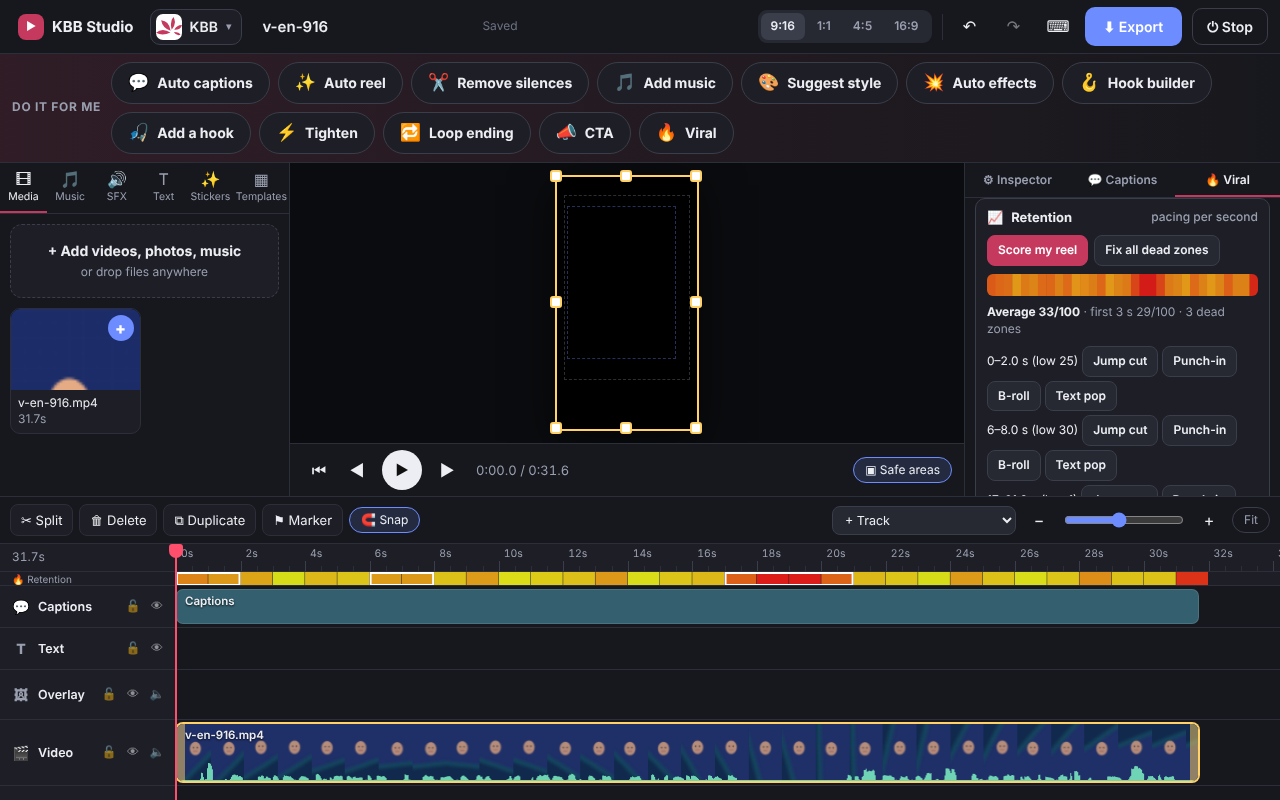 KBB Studio
KBB
v-en-916
Saved
9:16
1:1
4:5
16:9
Export
Stop
DO IT FOR ME
Auto captions
Auto reel
Remove silences
Add music
Suggest style
Auto effects
Hook builder
Add a hook
Tighten
Loop ending
CTA
Viral
Media
Music
SFX
Text
Stickers
Templates
+ Add videos, photos, music
or drop files anywhere
v-en-916.mp4
31.7s
0:00.0 / 0:31.6
Safe areas
Inspector
Captions
Viral
Retention
pacing per second
Score my reel
Fix all dead zones
Average 33/100 · first 3 s 29/100 · 3 dead
zones
0–2.0 s (low 25) Jump cut Punch-in
B-roll Text pop
6–8.0 s (low 30) Jump cut Punch-in
B-roll Text pop
Split
Delete
Duplicate
Marker
Snap
+ Track
Fit
31.7s
0s 2s 4s 6s 8s 10s 12s 14s 16s 18s 20s 22s 24s 26s 28s 30s 32s
Retention
Captions
Captions
Text
Overlay
Video
v-en-916.mp4